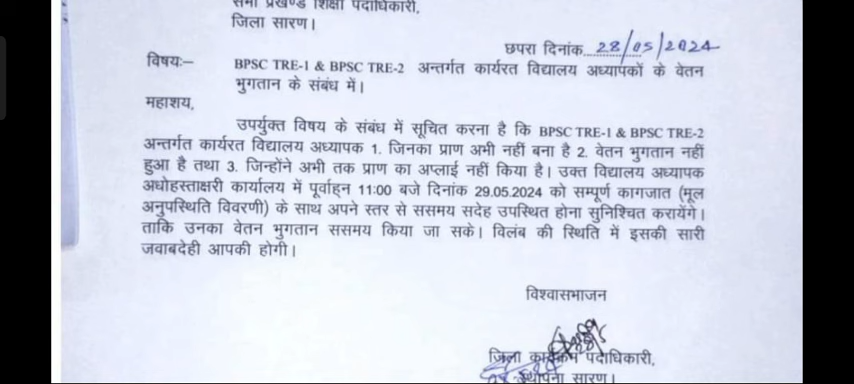 सभी प्रखण्ड शिक्षा पदाधिकारी,
जिला सारण।
छपरा दिनांक 28/05/2024
विषयः– BPSC TRE-1 & BPSC TRE-2 अन्तर्गत कार्यरत विद्यालय अध्यापकों के वेतन
भुगतान के संबंध में।
महाशय,
उपर्युक्त विषय के संबंध में सूचित करना है कि BPSC TRE-1 & BPSC TRE-2
अन्तर्गत कार्यरत विद्यालय अध्यापक 1. जिनका प्राण अभी नहीं बना है 2. वेतन भुगतान नहीं
हुआ है तथा 3. जिन्होंने अभी तक प्राण का अप्लाई नहीं किया है। उक्त विद्यालय अध्यापक
अधोहस्ताक्षरी कार्यालय में पूर्वाह्न 11:00 बजे दिनांक 29.05.2024 को सम्पूर्ण कागजात (मूल
अनुपस्थिति विवरणी) के साथ अपने स्तर से ससमय सदेह उपस्थित होना सुनिश्चित करायेंगे।
ताकि उनका वेतन भुगतान ससमय किया जा सके। विलंब की स्थिति में इसकी सारी
जवाबदेही आपकी होगी।
विश्वासभाजन
जिला कार्यक्रम पदाधिकारी,
स्थापना सारण।